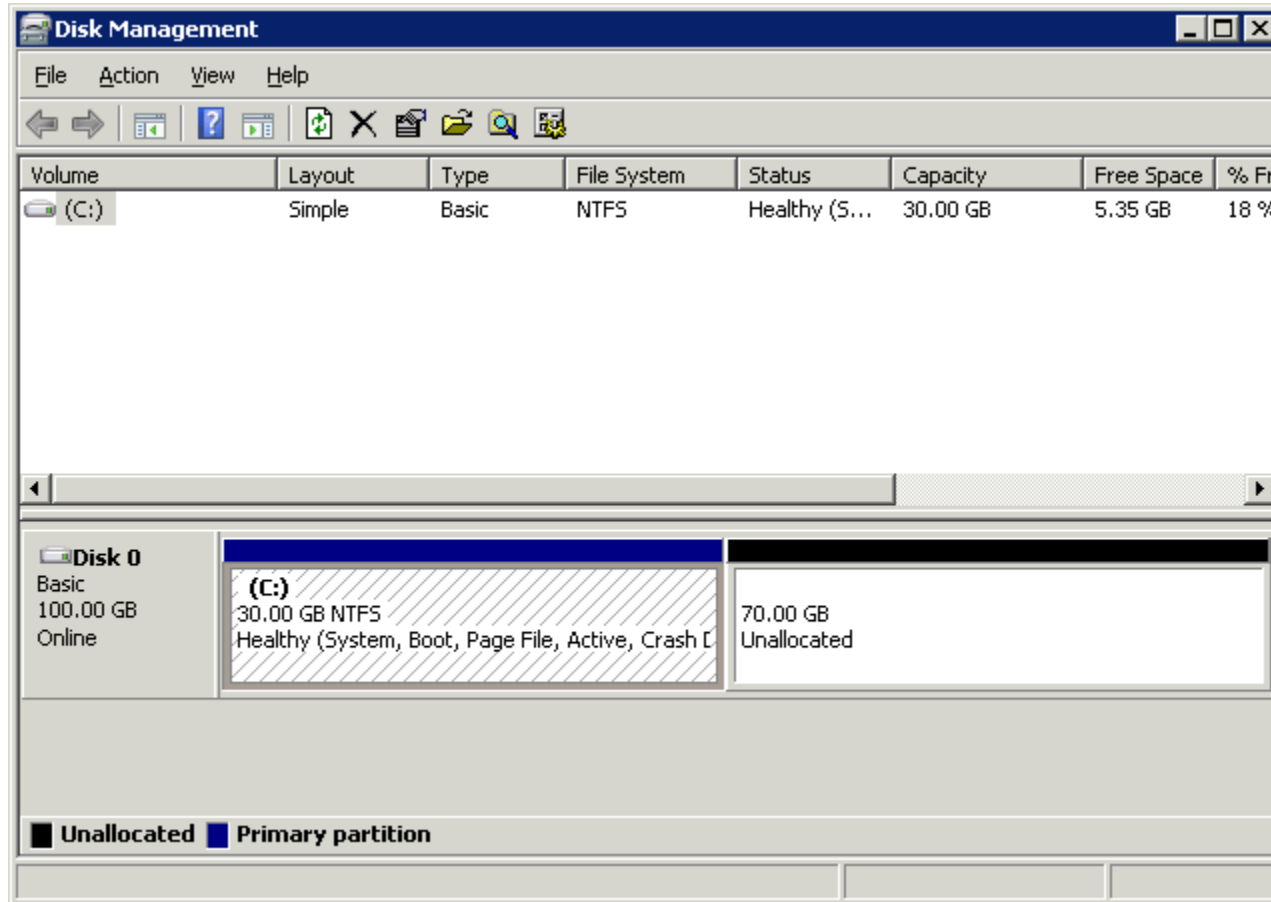 Disk Management
File Action View Help
Volume Layout Type File System Status Capacity Free Space % Fr
(C:) Simple Basic NTFS Healthy (S... 30.00 GB 5.35 GB 18 %
Disk 0
Basic
100.00 GB
Online
(C:)
30.00 GB NTFS
Healthy (System, Boot, Page File, Active, Crash D
70.00 GB
Unallocated
Unallocated Primary partition